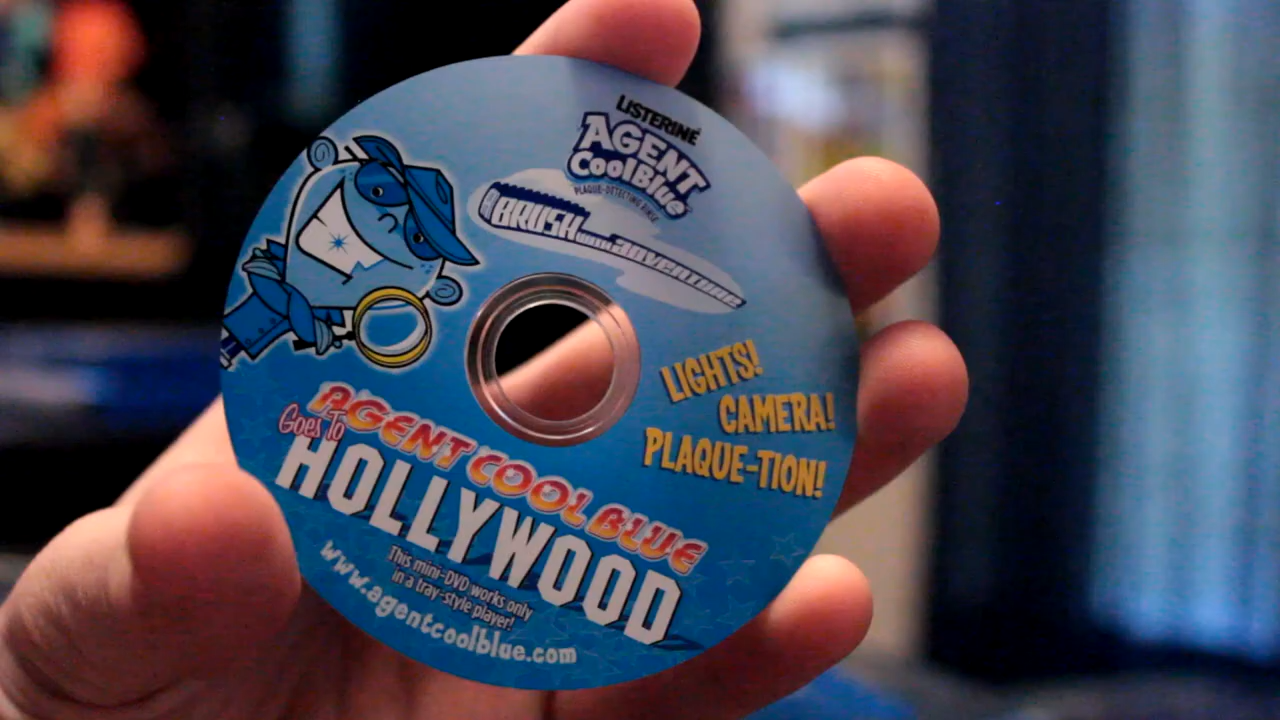 LISTERINE
AGENT
CoolBlue
PLAQUE-DETECTING RINSE
A BRUSH with ADVENTURE
LIGHTS!
CAMERA!
PLAQUE-TION!
AGENT COOL BLUE
Goes To
HOLLYWOOD
This mini-DVD works only
in a tray-style player!
www.agentcoolblue.com